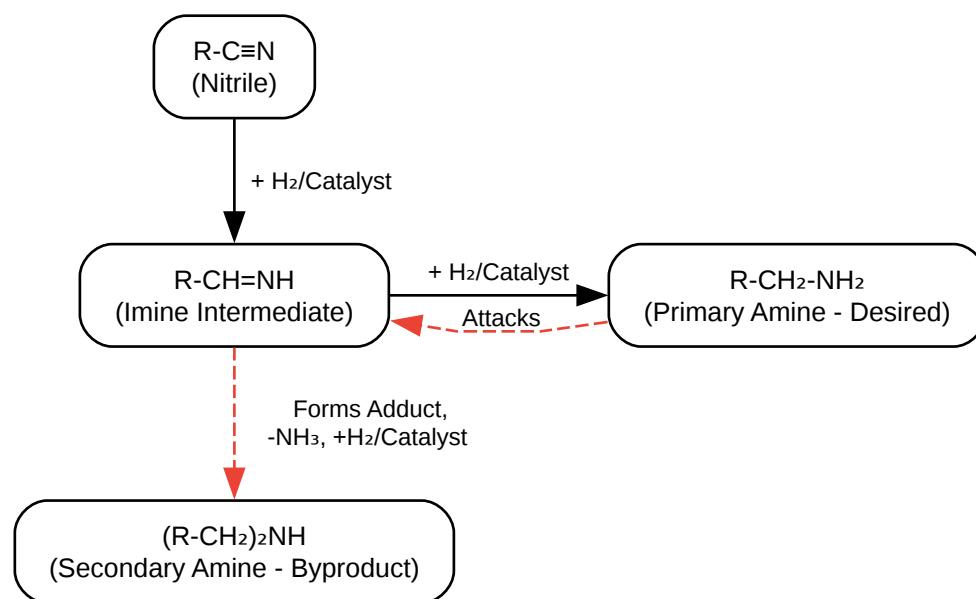 R-C≡N
(Nitrile)
+ H₂/Catalyst
R-CH=NH
(Imine Intermediate)
+ H₂/Catalyst
Attacks
R-CH₂-NH₂
(Primary Amine - Desired)
Forms Adduct,
-NH₃, +H₂/Catalyst
(R-CH₂)₂NH
(Secondary Amine - Byproduct)